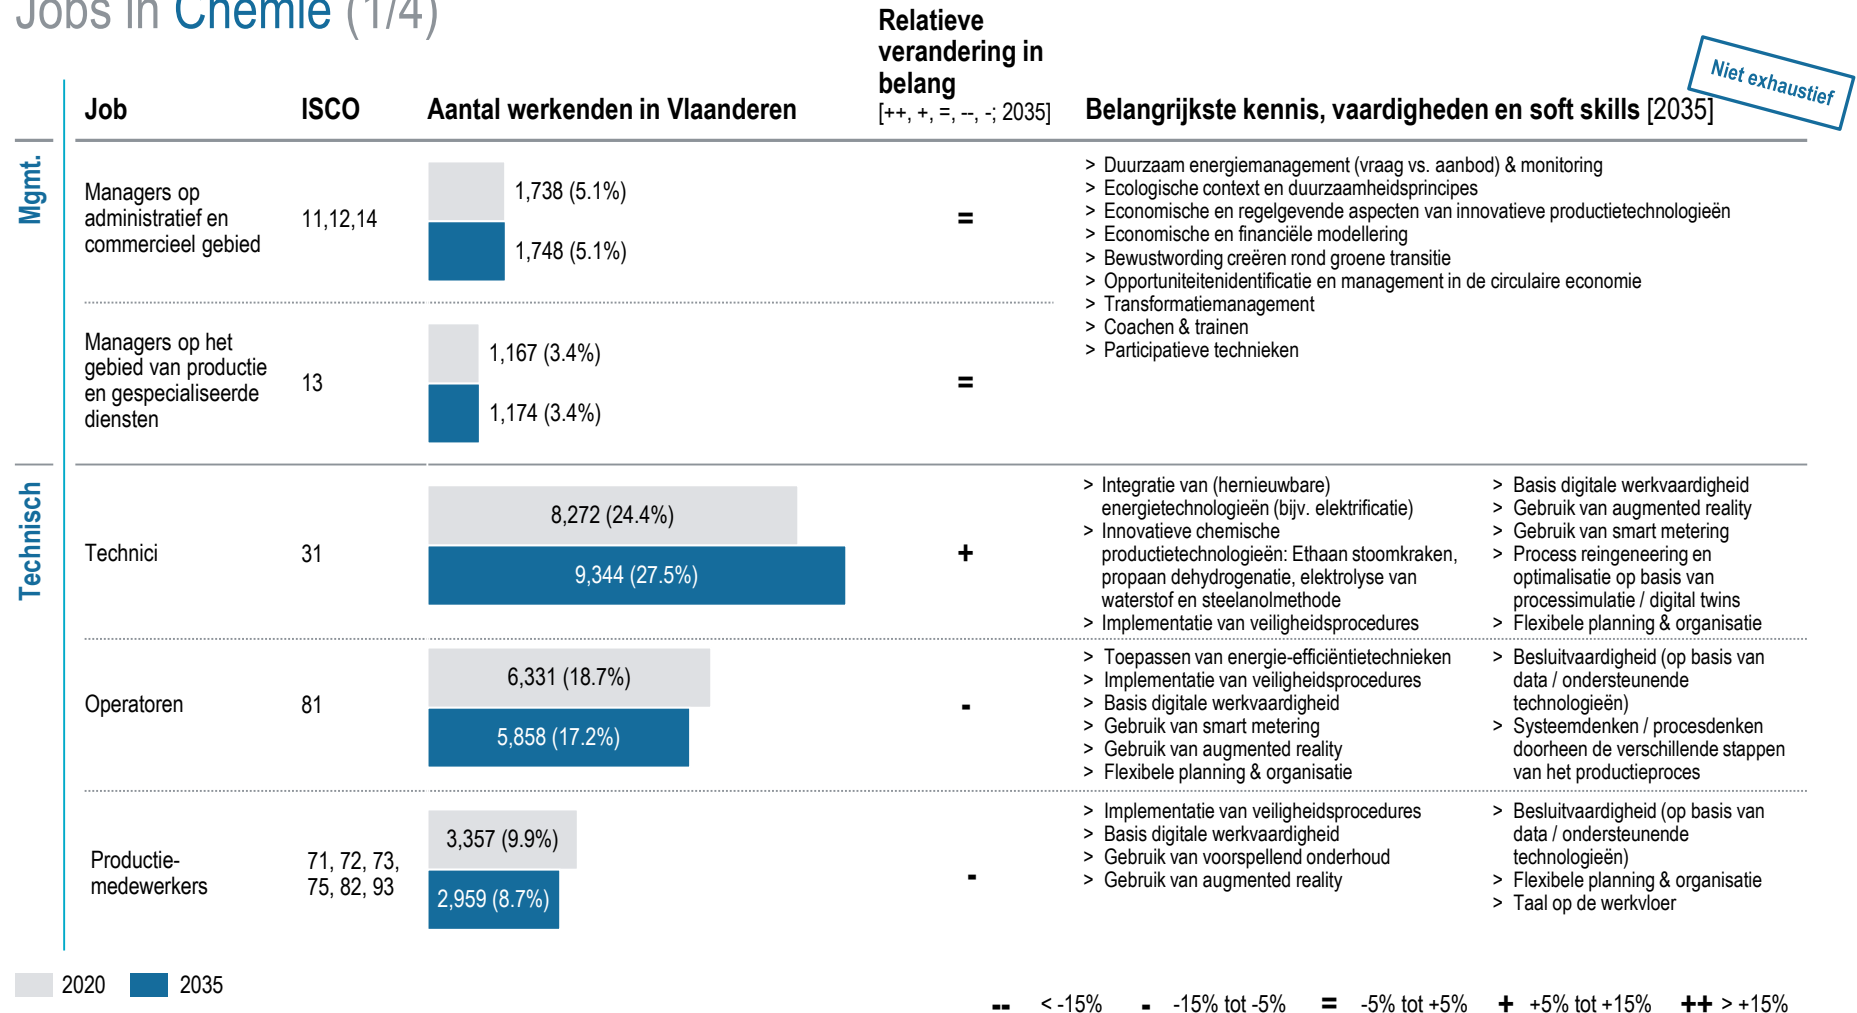 Jobs in Chemie (1/4)
Niet exhaustief
Job
ISCO
Aantal werkenden in Vlaanderen
Relatieve
verandering in
belang
[++, +, =, --, -; 2035]
Belangrijkste kennis, vaardigheden en soft skills [2035]
Mgmt.
Managers op
administratief en
commercieel gebied
11,12,14
1,738 (5.1%)
1,748 (5.1%)
=
> Duurzaam energiemanagement (vraag vs. aanbod) & monitoring
> Ecologische context en duurzaamheidsprincipes
> Economische en regelgevende aspecten van innovatieve productietechnologieën
> Economische en financiële modellering
> Bewustwording creëren rond groene transitie
> Opportuniteitenidentificatie en management in de circulaire economie
> Transformatiemanagement
> Coachen & trainen
> Participatieve technieken
Managers op het
gebied van productie
en gespecialiseerde
diensten
13
1,167 (3.4%)
1,174 (3.4%)
=
Technisch
Technici
31
8,272 (24.4%)
9,344 (27.5%)
+
> Integratie van (hernieuwbare)
energietechnologieën (bijv. elektrificatie)
> Innovatieve chemische
productietechnologieën: Ethaan stoomkraken,
propaan dehydrogenatie, elektrolyse van
waterstof en steelanolmethode
> Implementatie van veiligheidsprocedures
> Basis digitale werkvaardigheid
> Gebruik van augmented reality
> Gebruik van smart metering
> Process reingeneering en
optimalisatie op basis van
processimulatie / digital twins
> Flexibele planning & organisatie
Operatoren
81
6,331 (18.7%)
5,858 (17.2%)
-
> Toepassen van energie-efficiëntietechnieken
> Implementatie van veiligheidsprocedures
> Basis digitale werkvaardigheid
> Gebruik van smart metering
> Gebruik van augmented reality
> Flexibele planning & organisatie
> Besluitvaardigheid (op basis van
data / ondersteunende
technologieën)
> Systeemdenken / procesdenken
doorheen de verschillende stappen
van het productieproces
Productie-
medewerkers
71, 72, 73,
75, 82, 93
3,357 (9.9%)
2,959 (8.7%)
-
> Implementatie van veiligheidsprocedures
> Basis digitale werkvaardigheid
> Gebruik van voorspellend onderhoud
> Gebruik van augmented reality
> Besluitvaardigheid (op basis van
data / ondersteunende
technologieën)
> Flexibele planning & organisatie
> Taal op de werkvloer
2020 2035
-- < -15% - -15% tot -5% = -5% tot +5% + +5% tot +15% ++ > +15%